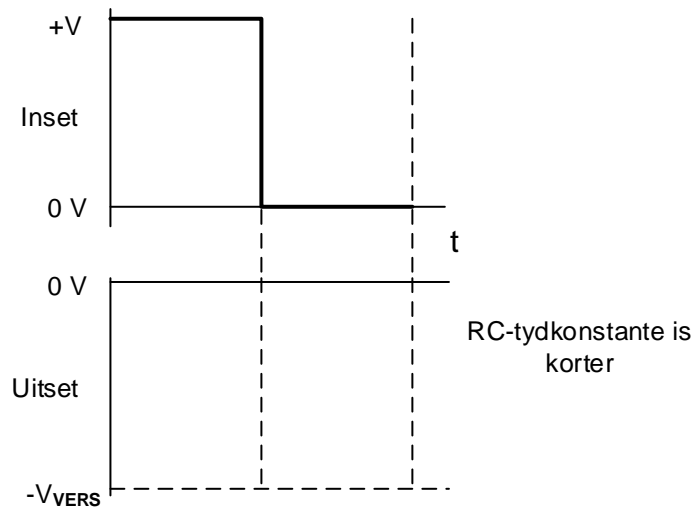 +V
Inset
0 V
t
0 V
RC-tydkonstante is
korter
Uitset
-VVERS